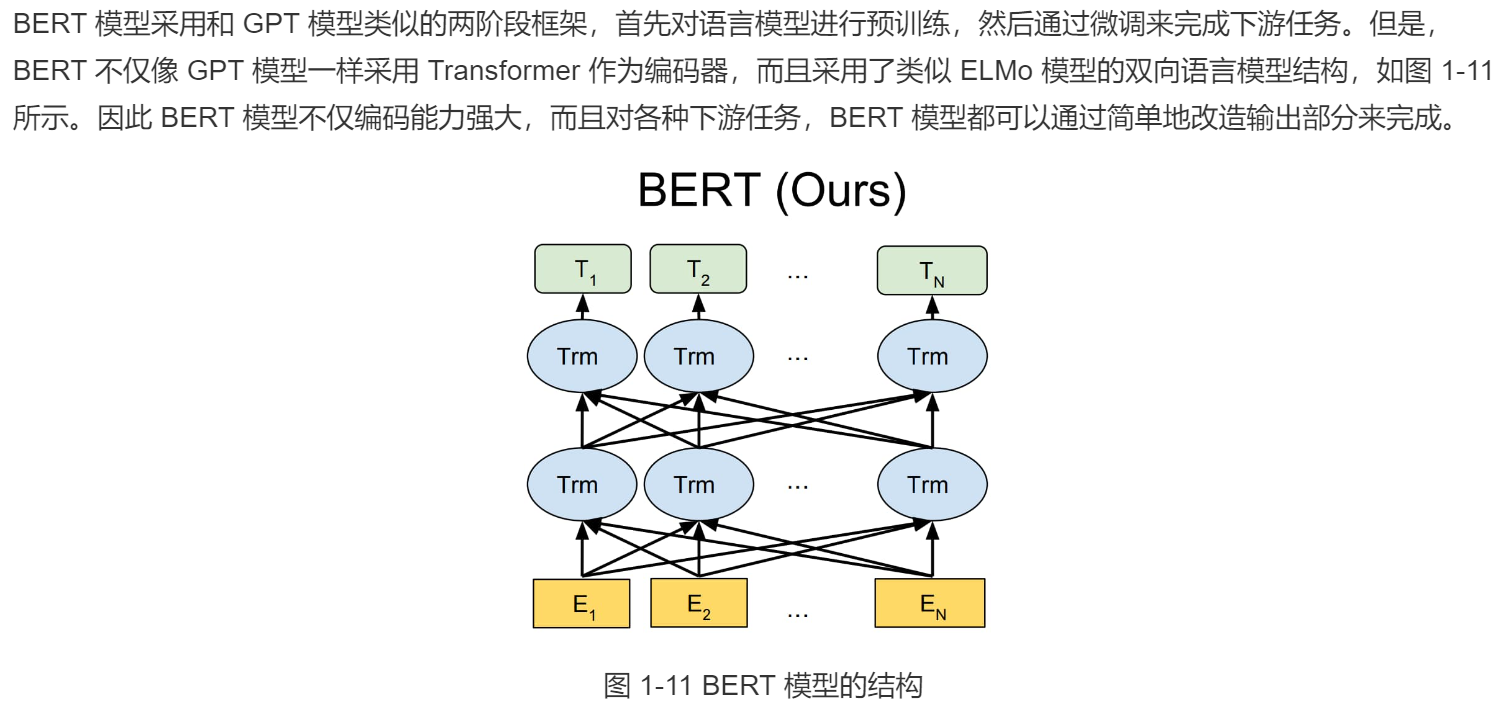 BERT 模型采用和 GPT 模型类似的两阶段框架，首先对语言模型进行预训练，然后通过微调来完成下游任务。但是，
BERT 不仅像 GPT 模型一样采用 Transformer 作为编码器，而且采用了类似 ELMo 模型的双向语言模型结构，如图 1-11
所示。因此 BERT 模型不仅编码能力强大，而且对各种下游任务，BERT 模型都可以通过简单地改造输出部分来完成。
BERT (Ours)
T1 T2 ... TN
Trm Trm ... Trm
Trm Trm ... Trm
E1 E2 ... EN
图 1-11 BERT 模型的结构